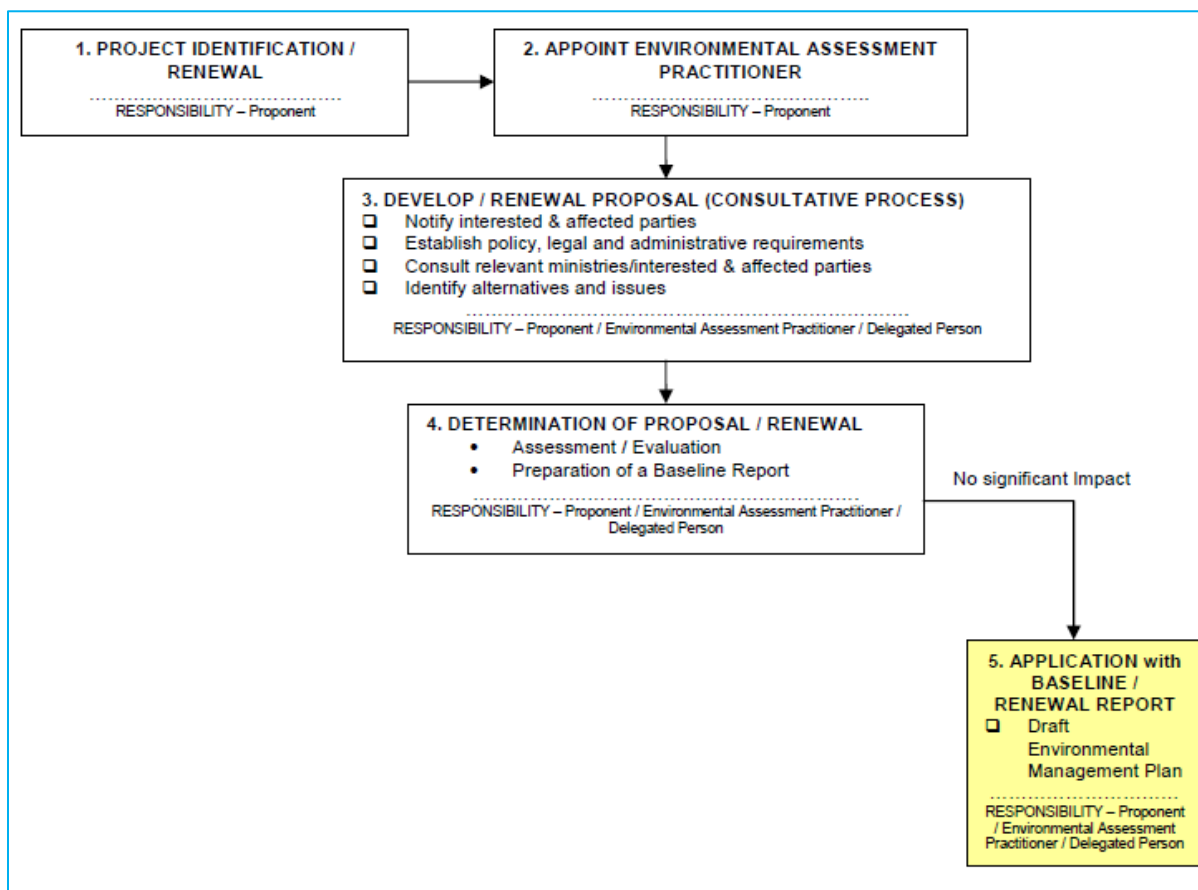 1. PROJECT IDENTIFICATION /
RENEWAL
........................................
RESPONSIBILITY – Proponent
2. APPOINT ENVIRONMENTAL ASSESSMENT
PRACTITIONER
............................................
RESPONSIBILITY – Proponent
3. DEVELOP / RENEWAL PROPOSAL (CONSULTATIVE PROCESS)
❑ Notify interested & affected parties
❑ Establish policy, legal and administrative requirements
❑ Consult relevant ministries/interested & affected parties
❑ Identify alternatives and issues
......................................................................
RESPONSIBILITY – Proponent / Environmental Assessment Practitioner / Delegated Person
4. DETERMINATION OF PROPOSAL / RENEWAL
• Assessment / Evaluation
• Preparation of a Baseline Report
.............................................................
RESPONSIBILITY – Proponent / Environmental Assessment Practitioner /
Delegated Person
No significant Impact
5. APPLICATION with
BASELINE /
RENEWAL REPORT
❑ Draft
Environmental
Management Plan
..............................
RESPONSIBILITY – Proponent
/ Environmental Assessment
Practitioner / Delegated Person